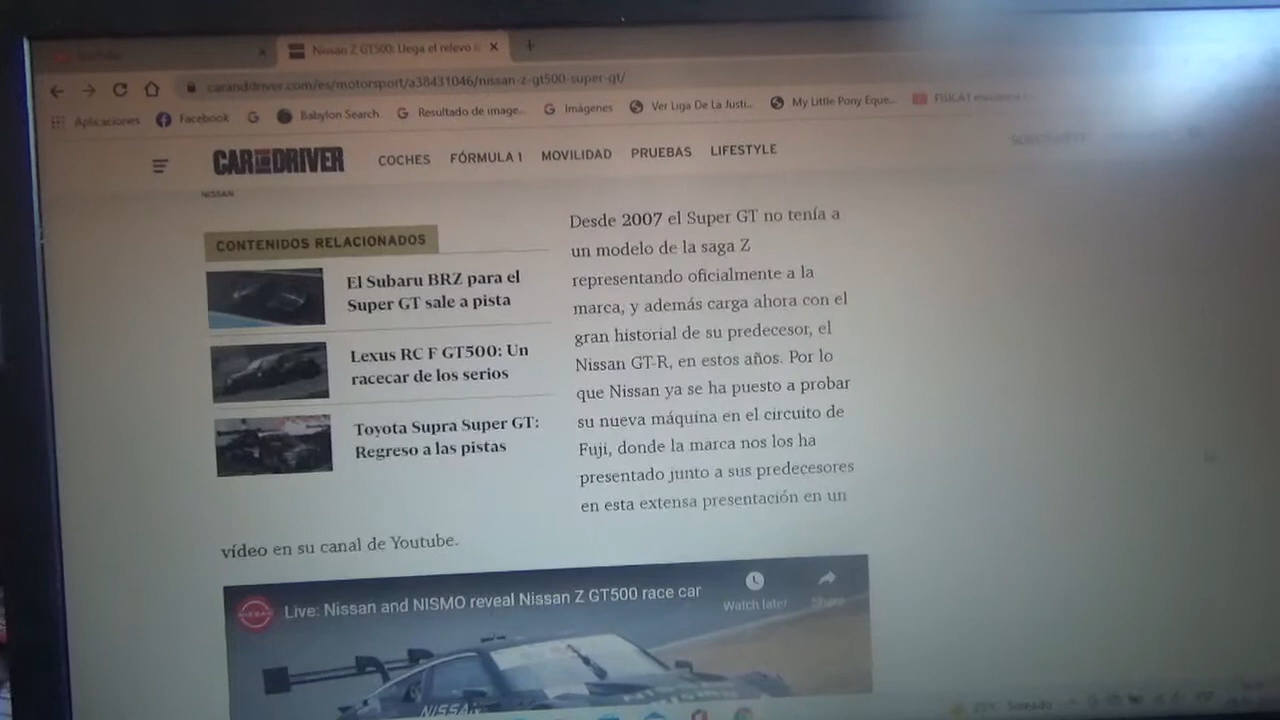 YouTube
Nissan Z GT500: Llega el relevo
caranddriver.com/es/motorsport/a38431046/nissan-z-gt500-super-gt/
Aplicaciones Facebook Babylon Search Resultado de image... Imágenes Ver Liga De La Justi... My Little Pony Eque...
CAR AND DRIVER COCHES FÓRMULA 1 MOVILIDAD PRUEBAS LIFESTYLE
NISSAN
CONTENIDOS RELACIONADOS
El Subaru BRZ para el
Super GT sale a pista
Lexus RC F GT500: Un
racecar de los serios
Toyota Supra Super GT:
Regreso a las pistas
Desde 2007 el Super GT no tenía a
un modelo de la saga Z
representando oficialmente a la
marca, y además carga ahora con el
gran historial de su predecesor, el
Nissan GT-R, en estos años. Por lo
que Nissan ya se ha puesto a probar
su nueva máquina en el circuito de
Fuji, donde la marca nos los ha
presentado junto a sus predecesores
en esta extensa presentación en un
vídeo en su canal de Youtube.
NISSAN
Live: Nissan and NISMO reveal Nissan Z GT500 race car
Watch later Share
NISSAN
Soleado